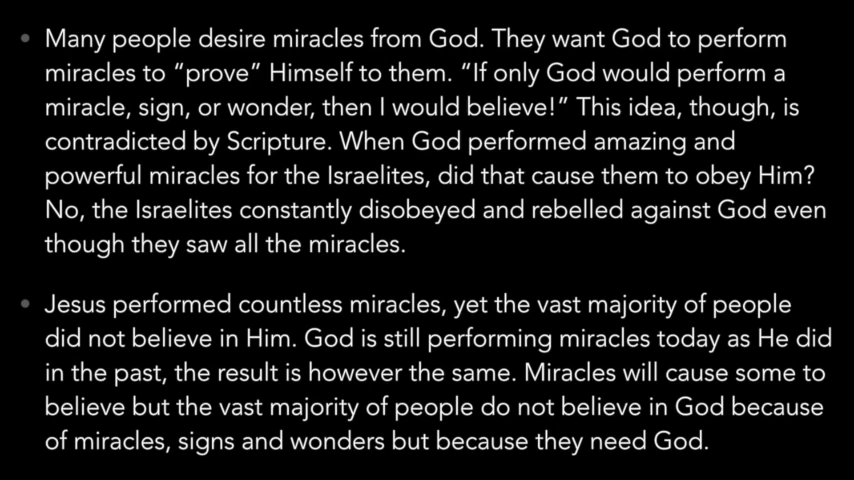 • Many people desire miracles from God. They want God to perform
miracles to “prove” Himself to them. “If only God would perform a
miracle, sign, or wonder, then I would believe!” This idea, though, is
contradicted by Scripture. When God performed amazing and
powerful miracles for the Israelites, did that cause them to obey Him?
No, the Israelites constantly disobeyed and rebelled against God even
though they saw all the miracles.
• Jesus performed countless miracles, yet the vast majority of people
did not believe in Him. God is still performing miracles today as He did
in the past, the result is however the same. Miracles will cause some to
believe but the vast majority of people do not believe in God because
of miracles, signs and wonders but because they need God.